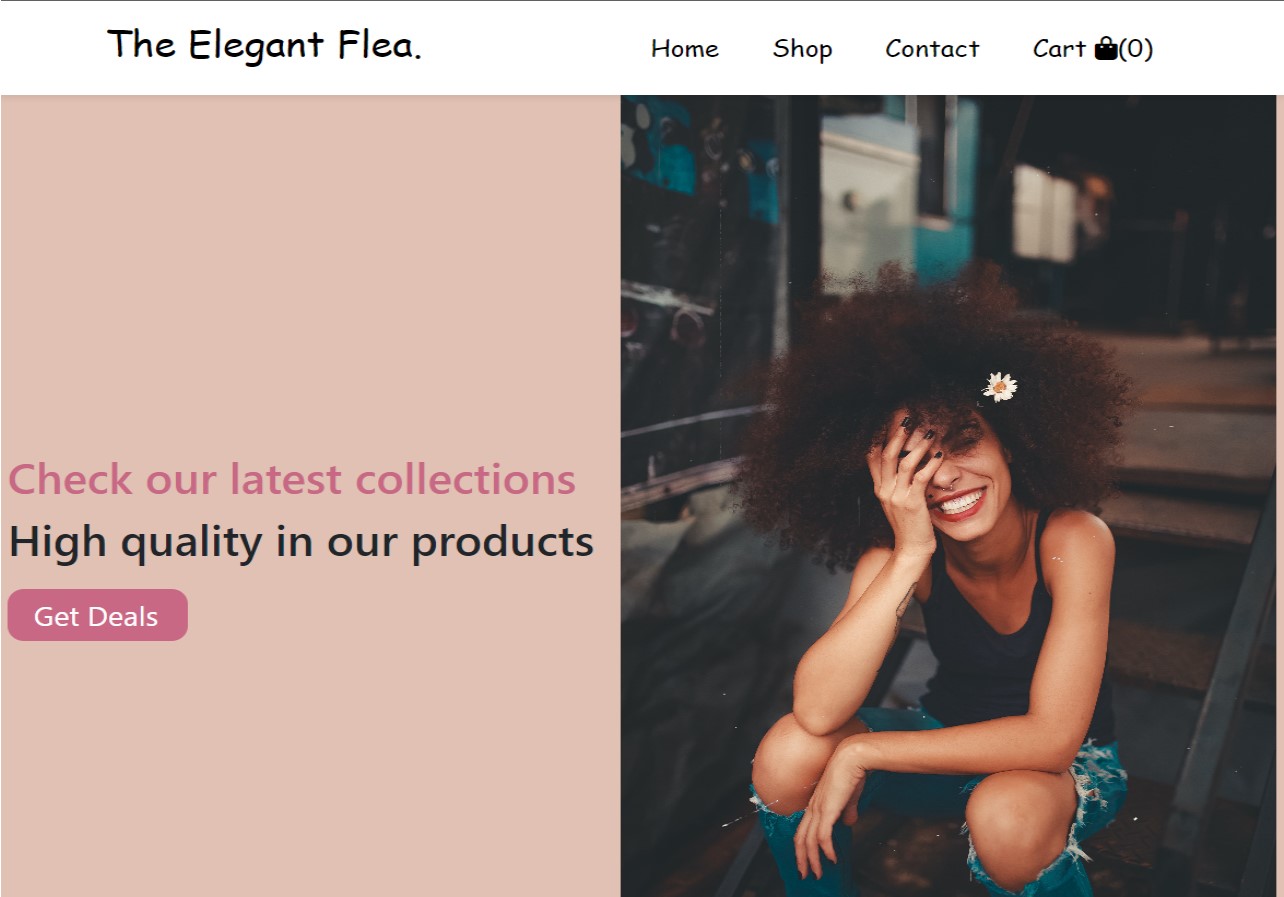 The Elegant Flea.
Home Shop Contact Cart (0)
Check our latest collections
High quality in our products
Get Deals